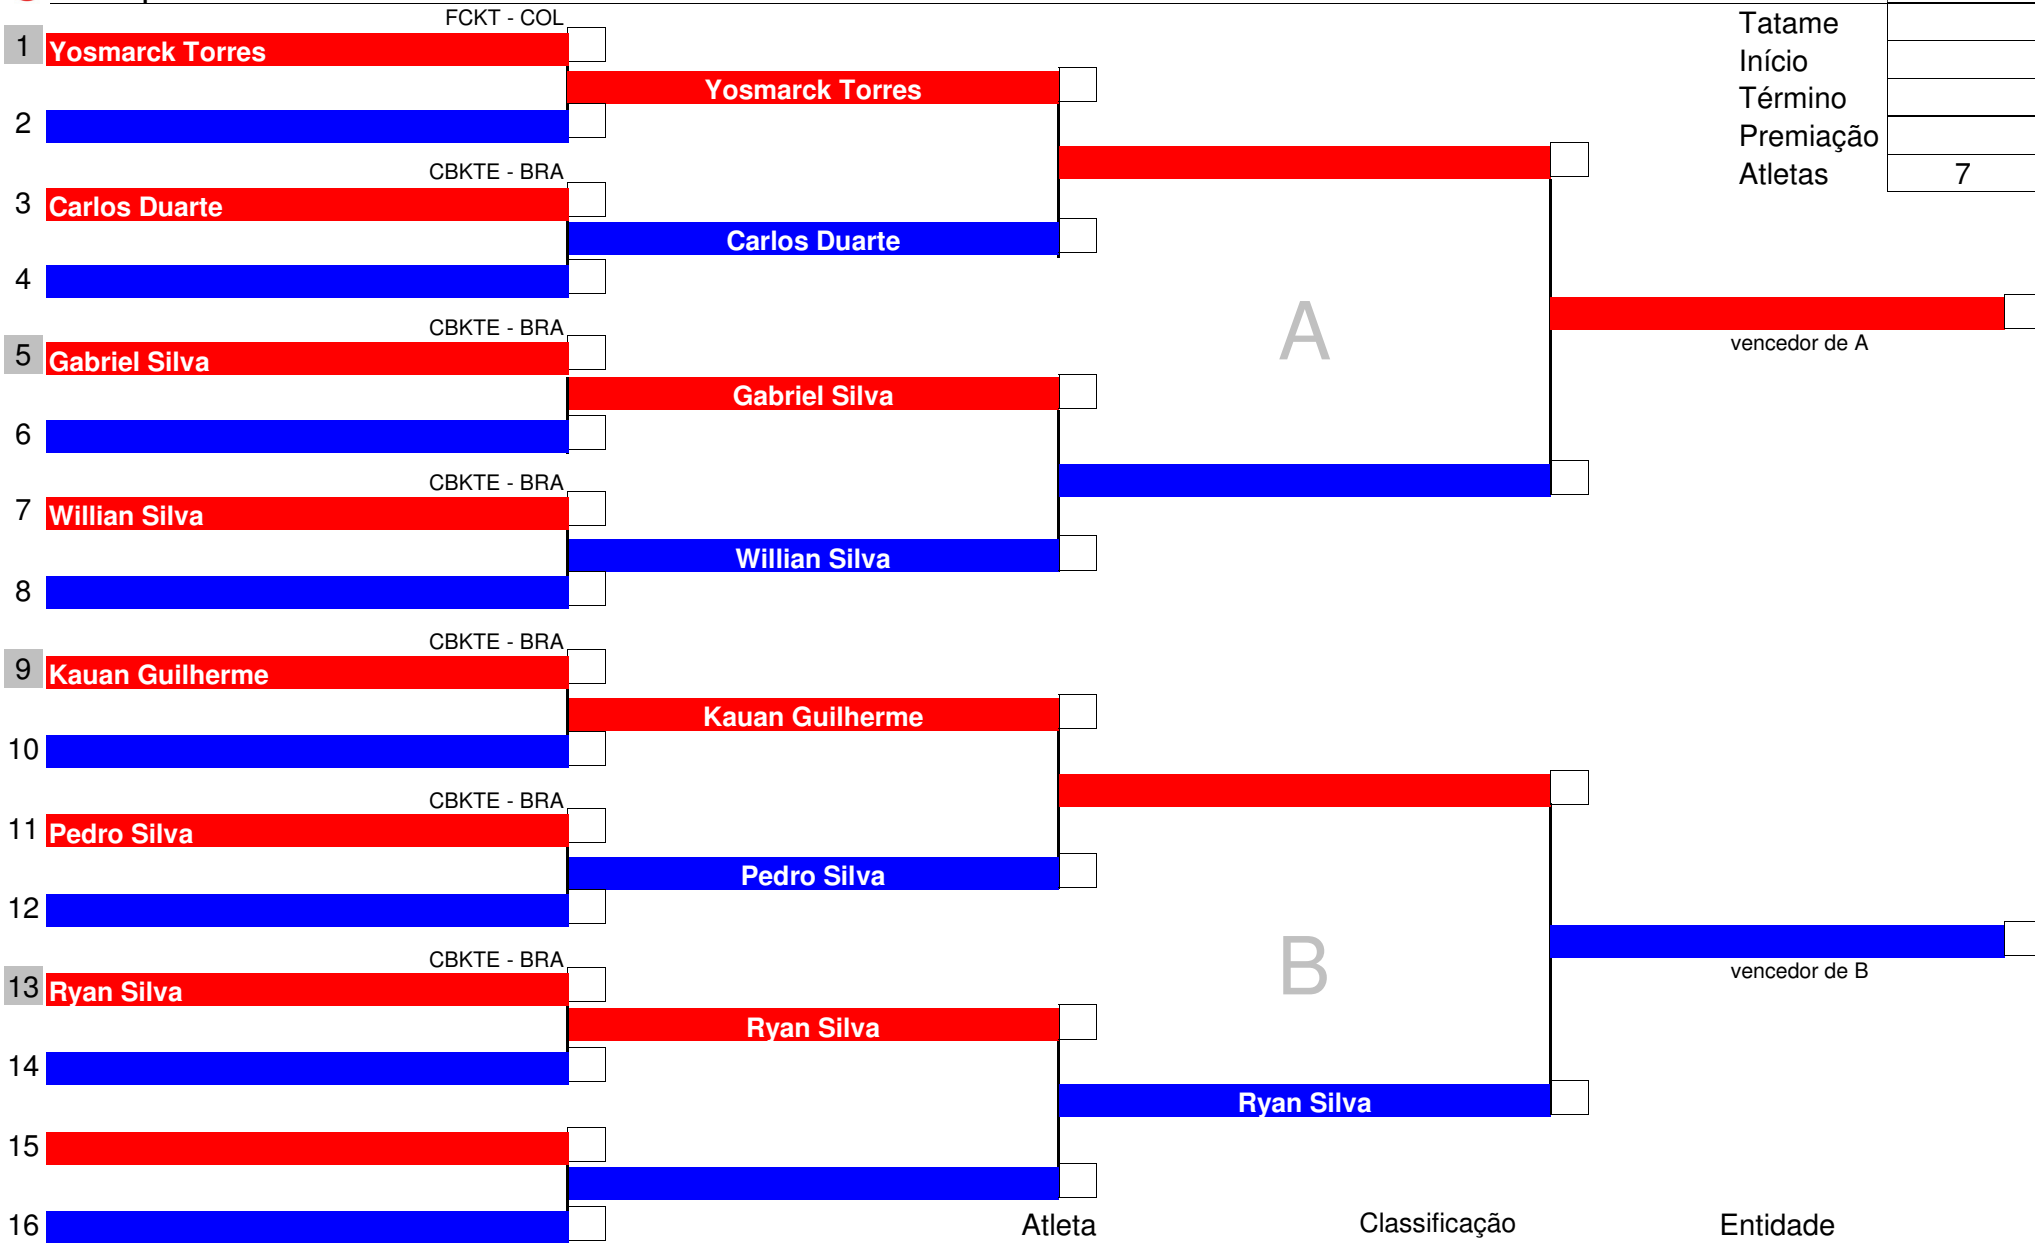 FCKT - COL
Tatame
1 Yosmarck Torres
Início
Yosmarck Torres
Término
2
Premiação
CBKTE - BRA
Atletas 7
3 Carlos Duarte
Carlos Duarte
4
A
CBKTE - BRA
vencedor de A
5 Gabriel Silva
Gabriel Silva
6
CBKTE - BRA
7 Willian Silva
Willian Silva
8
CBKTE - BRA
9 Kauan Guilherme
Kauan Guilherme
10
CBKTE - BRA
11 Pedro Silva
Pedro Silva
12
B
CBKTE - BRA
vencedor de B
13 Ryan Silva
Ryan Silva
14
Ryan Silva
15
16
Atleta Classificação Entidade